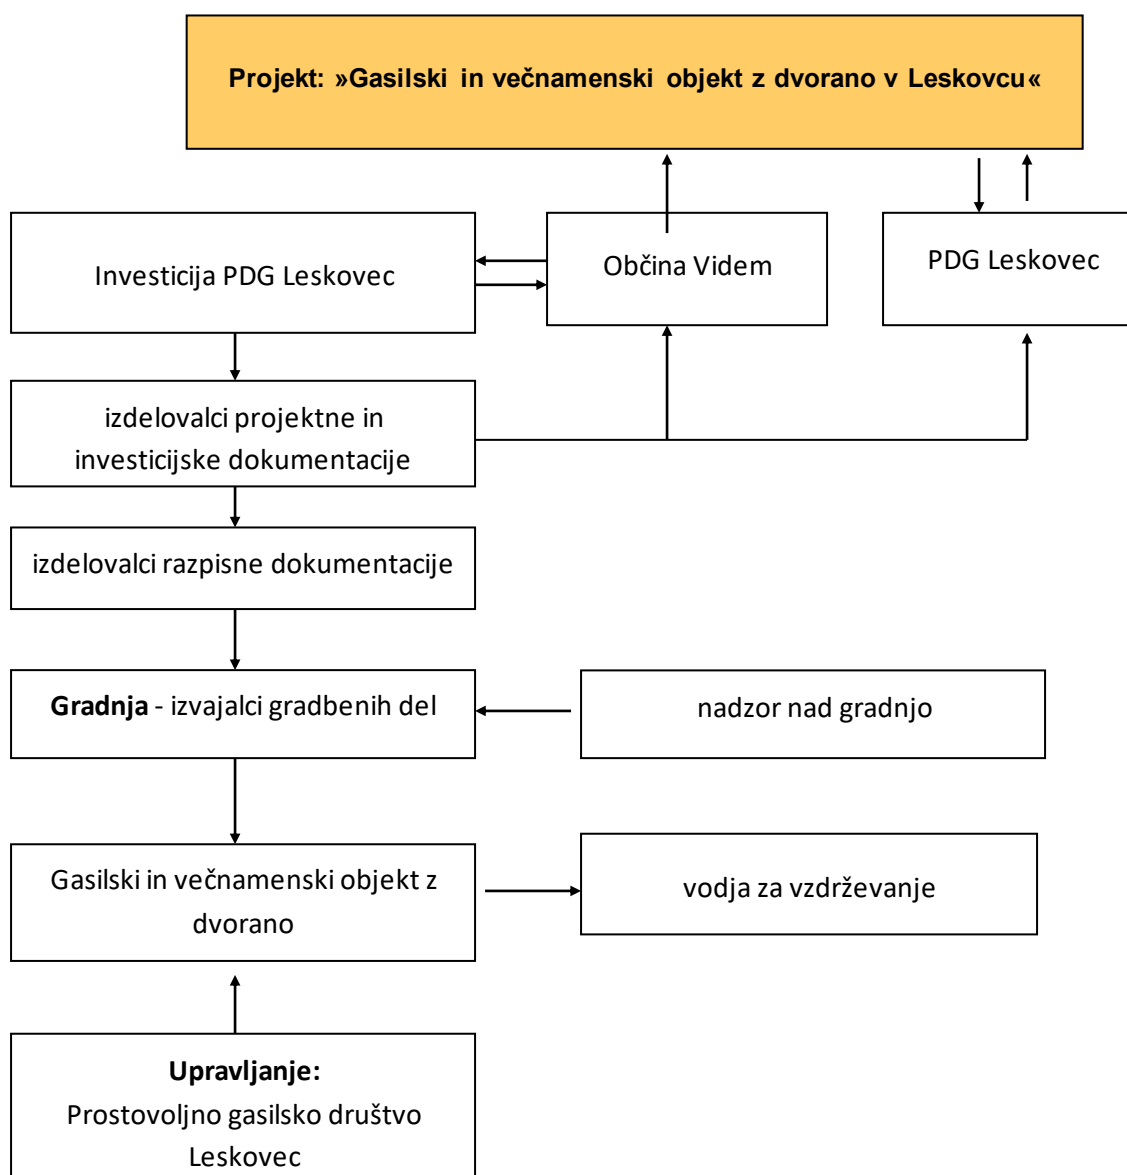 Projekt: »Gasilski in večnamenski objekt z dvorano v Leskovcu«
Investicija PDG Leskovec
Občina Videm
PDG Leskovec
izdelovalci projektne in
investicijske dokumentacije
izdelovalci razpisne dokumentacije
Gradnja - izvajalci gradbenih del
nadzor nad gradnjo
Gasilski in večnamenski objekt z
dvorano
vodja za vzdrževanje
Upravljanje:
Prostovoljno gasilsko društvo
Leskovec